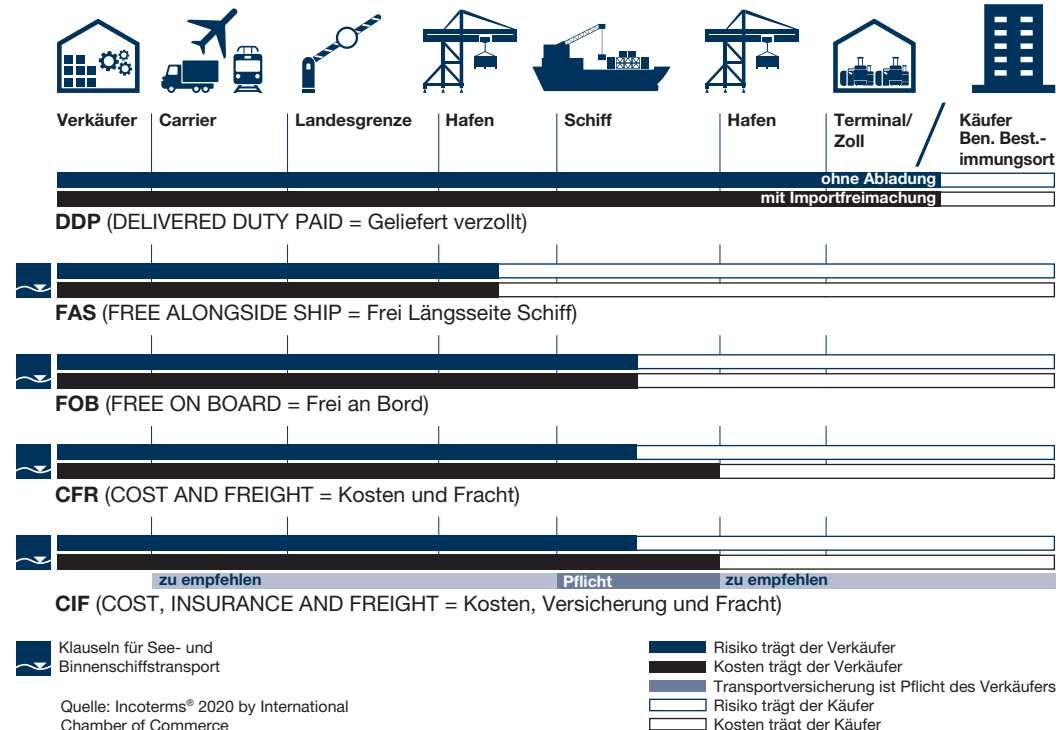 Verkäufer
Carrier
Landesgrenze
Hafen
Schiff
Hafen
Terminal/
Zoll
Käufer
Ben. Best.-
immungsort
ohne Abladung
mit Importfreimachung
DDP (DELIVERED DUTY PAID = Geliefert verzollt)
FAS (FREE ALONGSIDE SHIP = Frei Längsseite Schiff)
FOB (FREE ON BOARD = Frei an Bord)
CFR (COST AND FREIGHT = Kosten und Fracht)
zu empfehlen Pflicht zu empfehlen
CIF (COST, INSURANCE AND FREIGHT = Kosten, Versicherung und Fracht)
Klauseln für See- und
Binnenschiffstransport
Quelle: Incoterms® 2020 by International
Chamber of Commerce
Risiko trägt der Verkäufer
Kosten trägt der Verkäufer
Transportversicherung ist Pflicht des Verkäufers
Risiko trägt der Käufer
Kosten trägt der Käufer